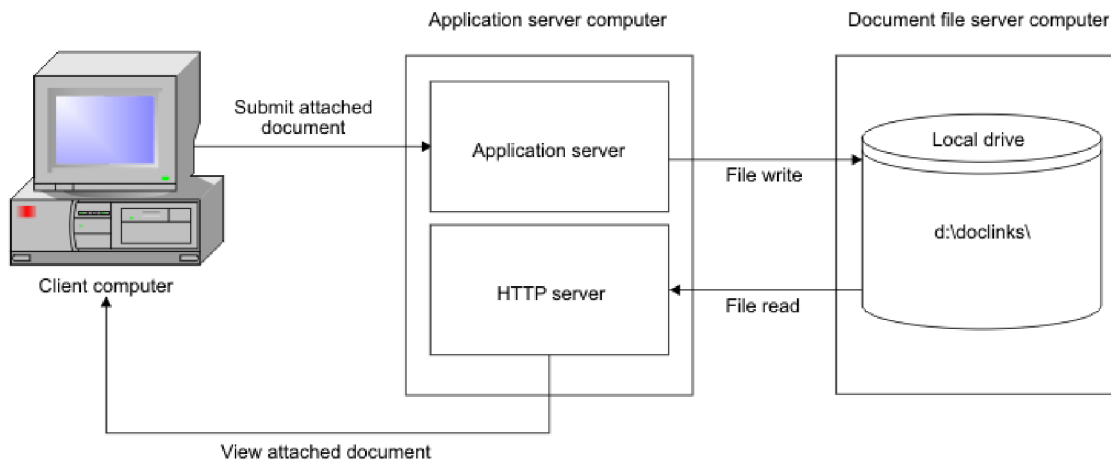 Application server computer
Document file server computer
Submit attached
document
Application server
File write
Local drive
d:\doclinks\
Client computer
HTTP server
File read
View attached document